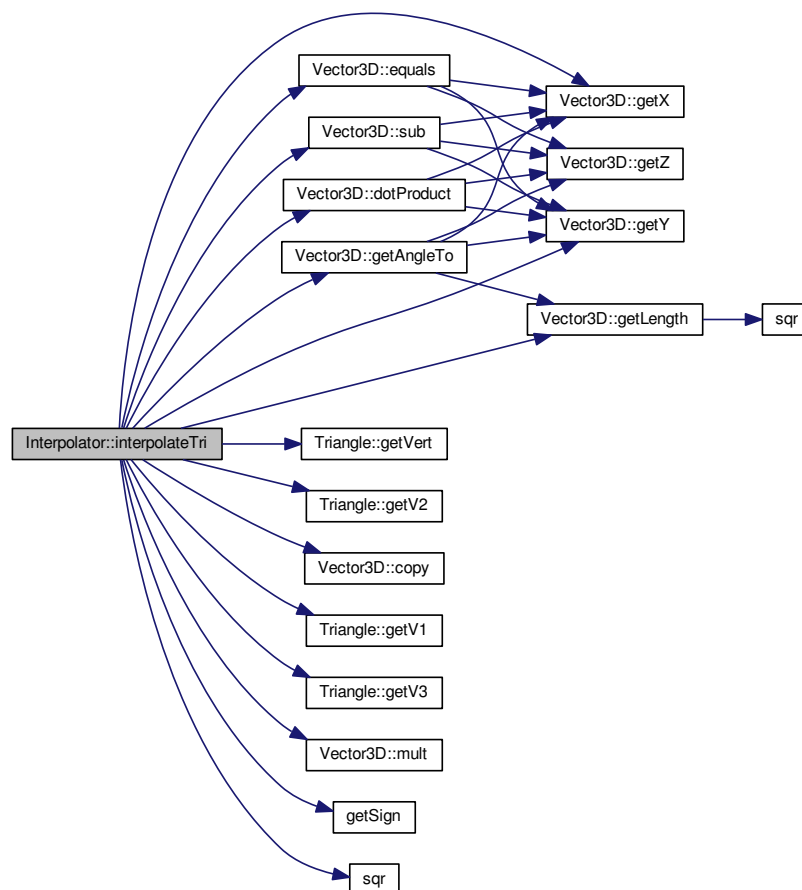 Vector3D::equals
Vector3D::getX
Vector3D::sub
Vector3D::getZ
Vector3D::dotProduct
Vector3D::getY
Vector3D::getAngleTo
Vector3D::getLength
sqr
Interpolator::interpolateTri
Triangle::getVert
Triangle::getV2
Vector3D::copy
Triangle::getV1
Triangle::getV3
Vector3D::mult
getSign
sqr